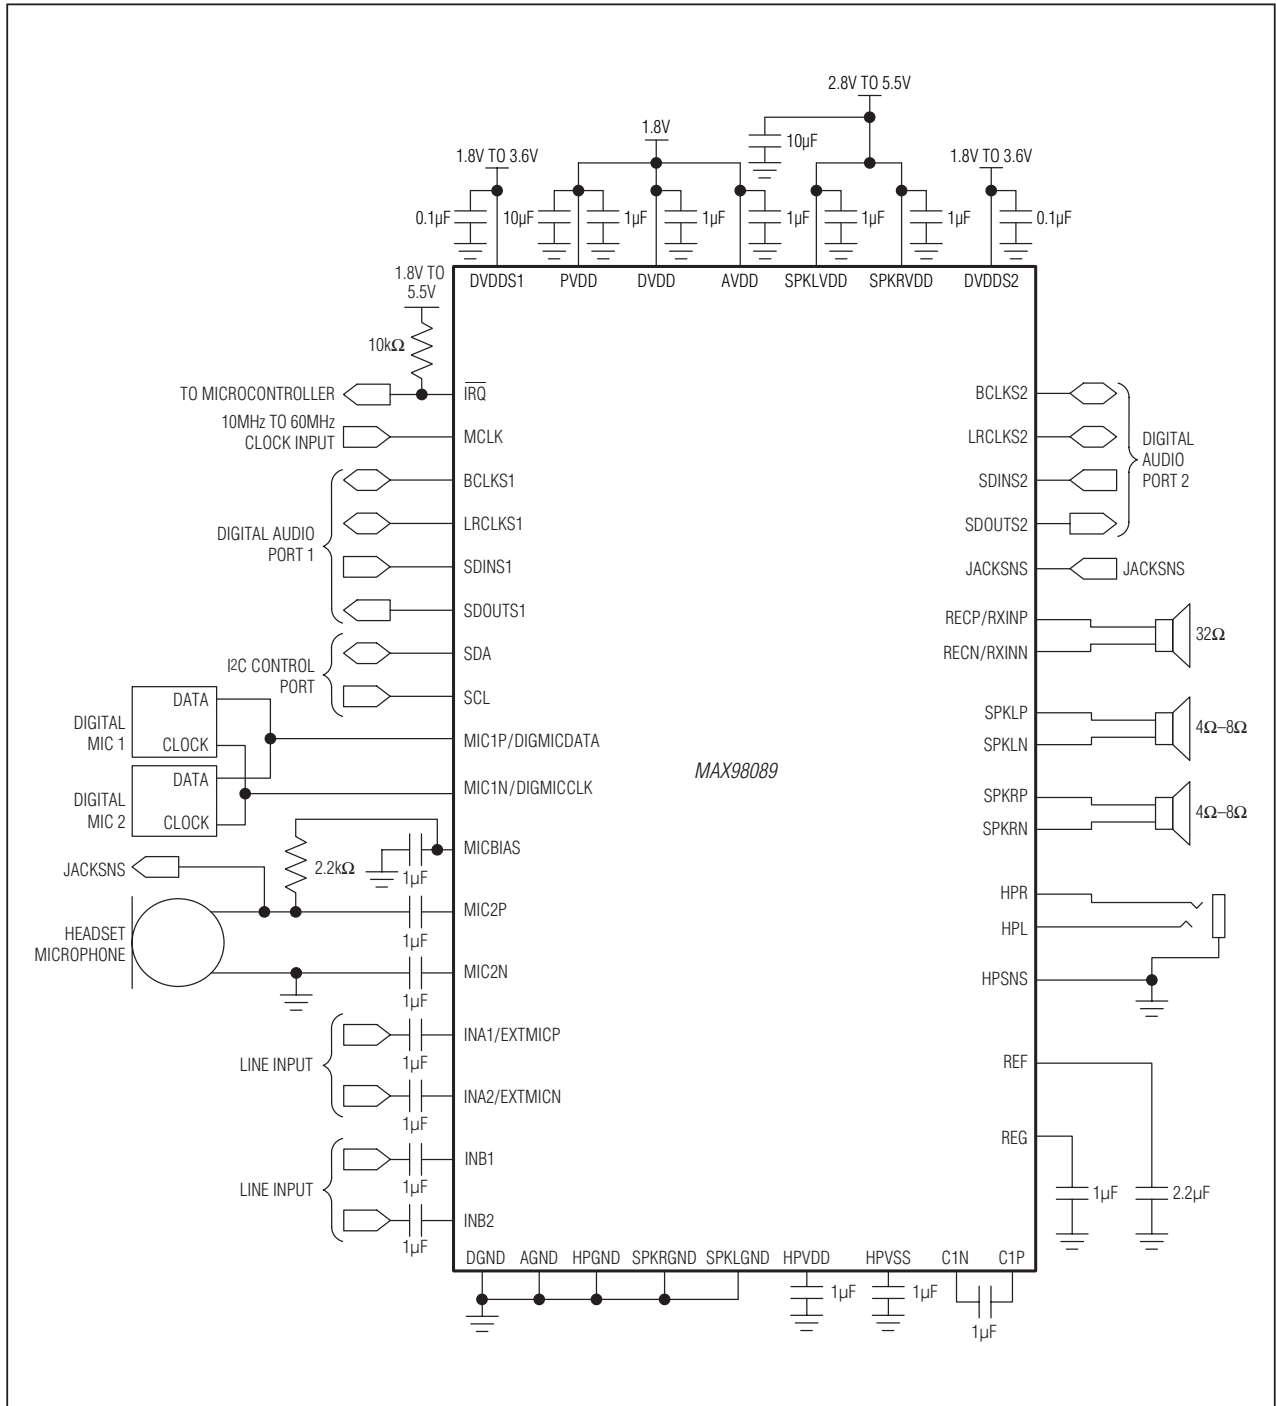 2.8V TO 5.5V
1.8V
10µF
1.8V TO 3.6V
1.8V TO 3.6V
0.1µF
10µF
1µF
1µF
1µF
1µF
1µF
0.1µF
1.8V TO
5.5V
DVDDS1
PVDD
DVDD
AVDD
SPKLVDD
SPKRVDD
DVDDS2
10kΩ
TO MICROCONTROLLER
IRQ
10MHz TO 60MHz
CLOCK INPUT
MCLK
DIGITAL AUDIO
PORT 1
BCLKS1
LRCLKS1
SDINS1
SDOUTS1
I2C CONTROL
PORT
SDA
SCL
DIGITAL
MIC 1
DATA
CLOCK
MIC1P/DIGMICDATA
DIGITAL
MIC 2
DATA
CLOCK
MIC1N/DIGMICCLK
MAX98089
MICBIAS
1µF
2.2kΩ
JACKSNS
MIC2P
1µF
HEADSET
MICROPHONE
MIC2N
1µF
LINE INPUT
INA1/EXTMICP
1µF
INA2/EXTMICN
1µF
LINE INPUT
INB1
1µF
INB2
1µF
BCLKS2
LRCLKS2
SDINS2
SDOUTS2
DIGITAL
AUDIO
PORT 2
JACKSNS
JACKSNS
RECP/RXINP
RECN/RXINN
32Ω
SPKLP
SPKLN
4Ω–8Ω
SPKRP
SPKRN
4Ω–8Ω
HPR
HPL
HPSNS
REF
REG
1µF
2.2µF
DGND
AGND
HPGND
SPKRGND
SPKLGND
HPVDD
HPVSS
C1N
C1P
1µF
1µF
1µF